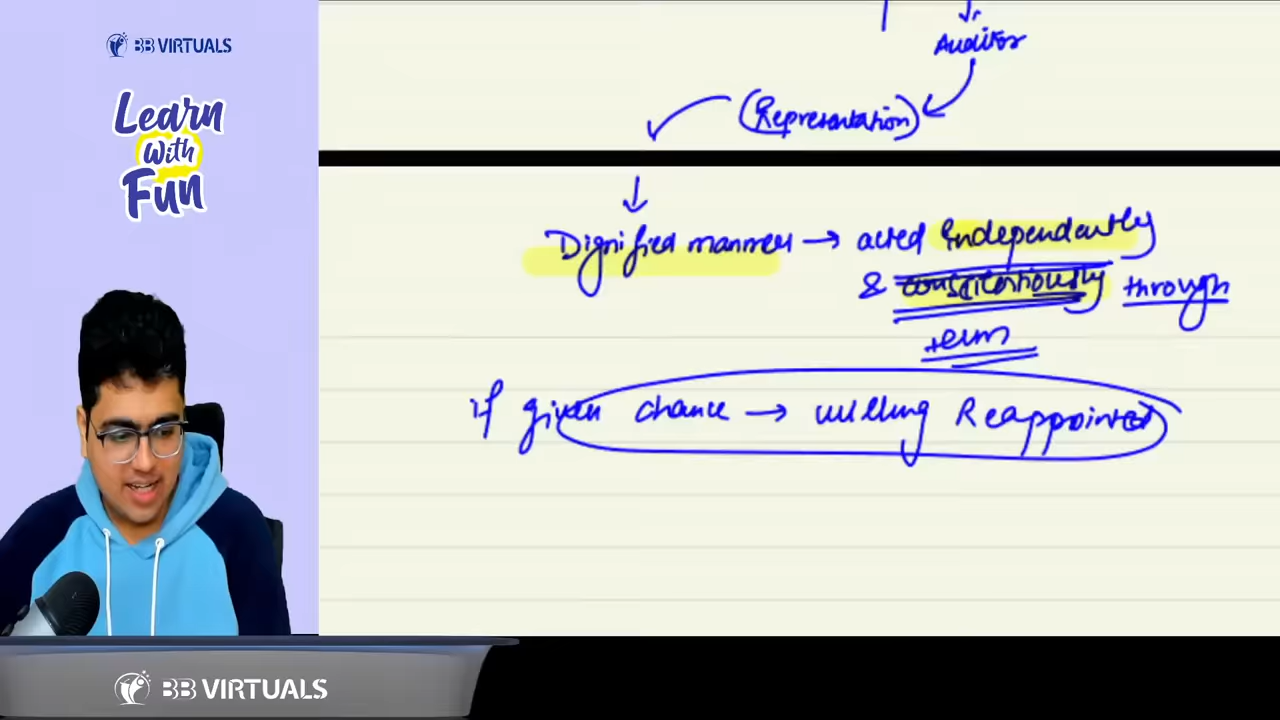 BB VIRTUALS
Learn
With
Fun
Auditor
(Representation)
Dignified manner → acted independently
& conscientiously through
term
if given chance → willing Reappointed
BB VIRTUALS